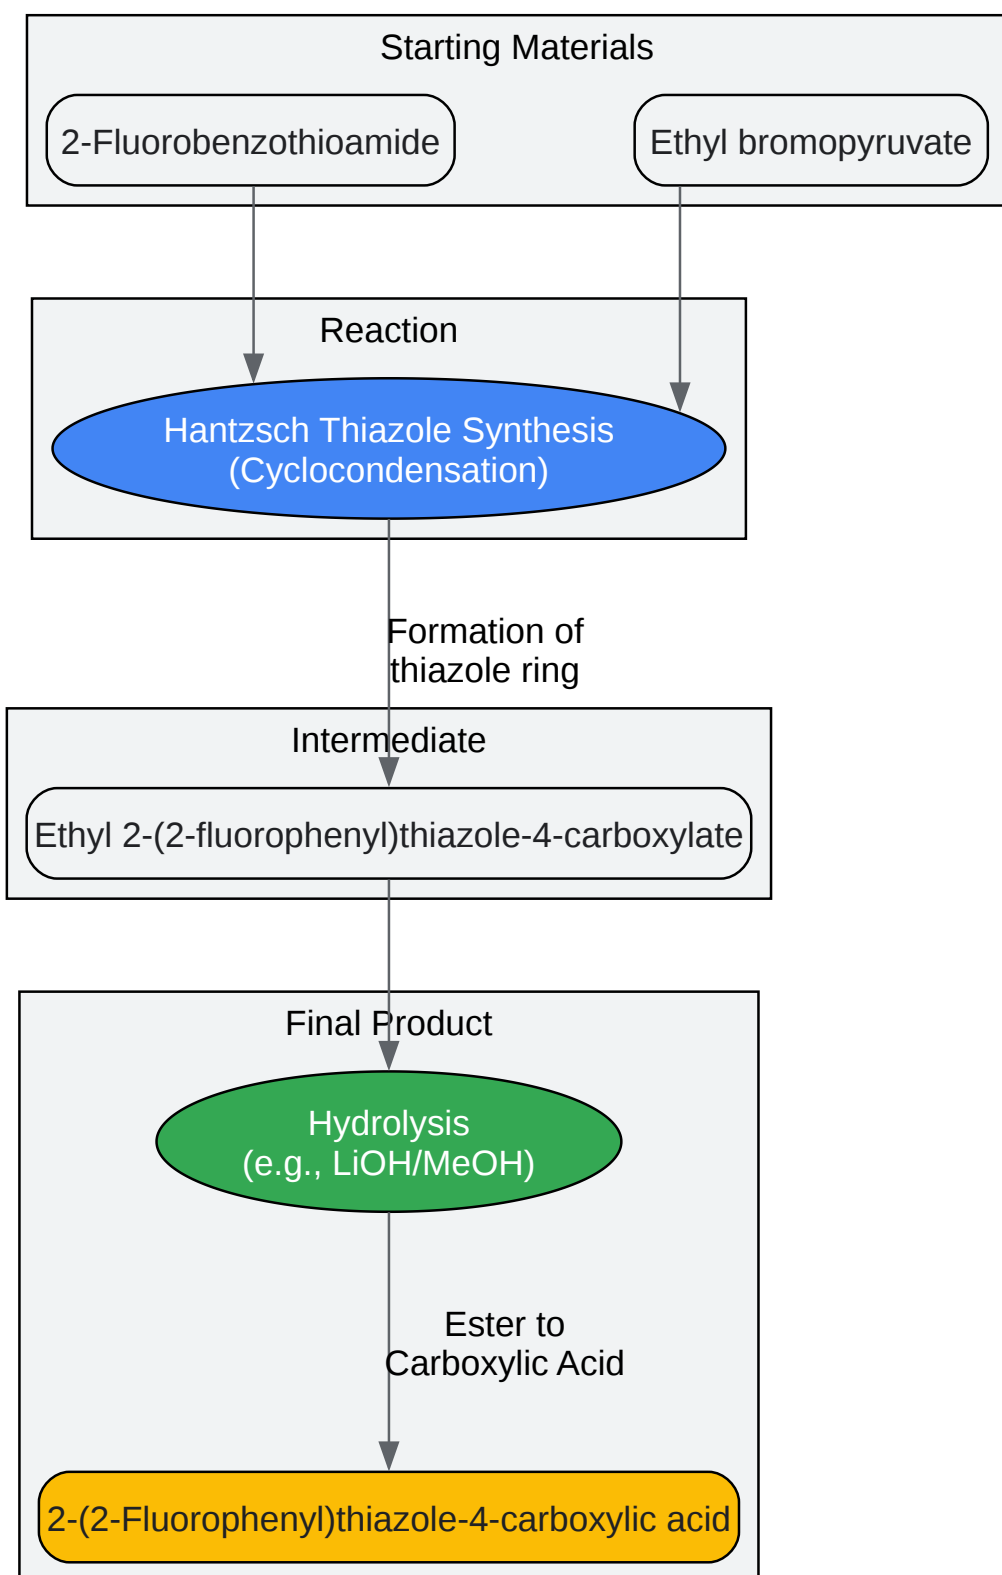 Starting Materials
2-Fluorobenzothioamide
Ethyl bromopyruvate
Reaction
Hantzsch Thiazole Synthesis
(Cyclocondensation)
Formation of
thiazole ring
Intermediate
Ethyl 2-(2-fluorophenyl)thiazole-4-carboxylate
Final Product
Hydrolysis
(e.g., LiOH/MeOH)
Ester to
Carboxylic Acid
2-(2-Fluorophenyl)thiazole-4-carboxylic acid